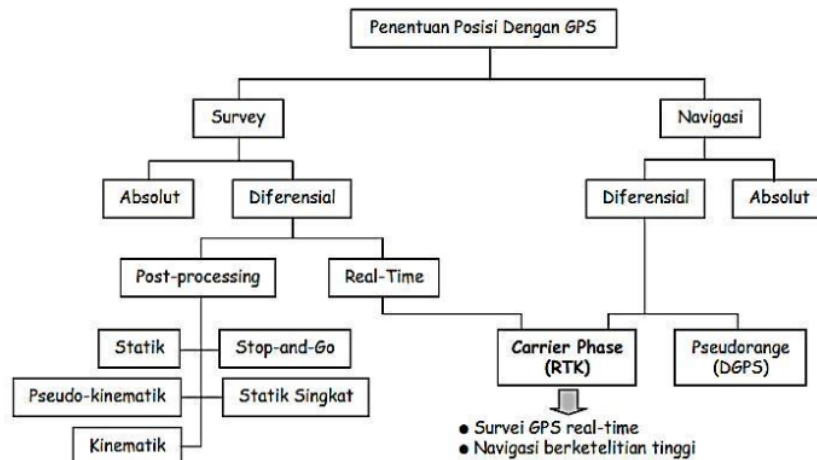 Penentuan Posisi Dengan GPS
Survey
Navigasi
Absolut
Diferensial
Diferensial
Absolut
Post-processing
Real-Time
Statik
Stop-and-Go
Carrier Phase
(RTK)
Pseudorange
(DGPS)
Pseudo-kinematik
Statik Singkat
Kinematik
● Survei GPS real-time
● Navigasi berketelitian tinggi